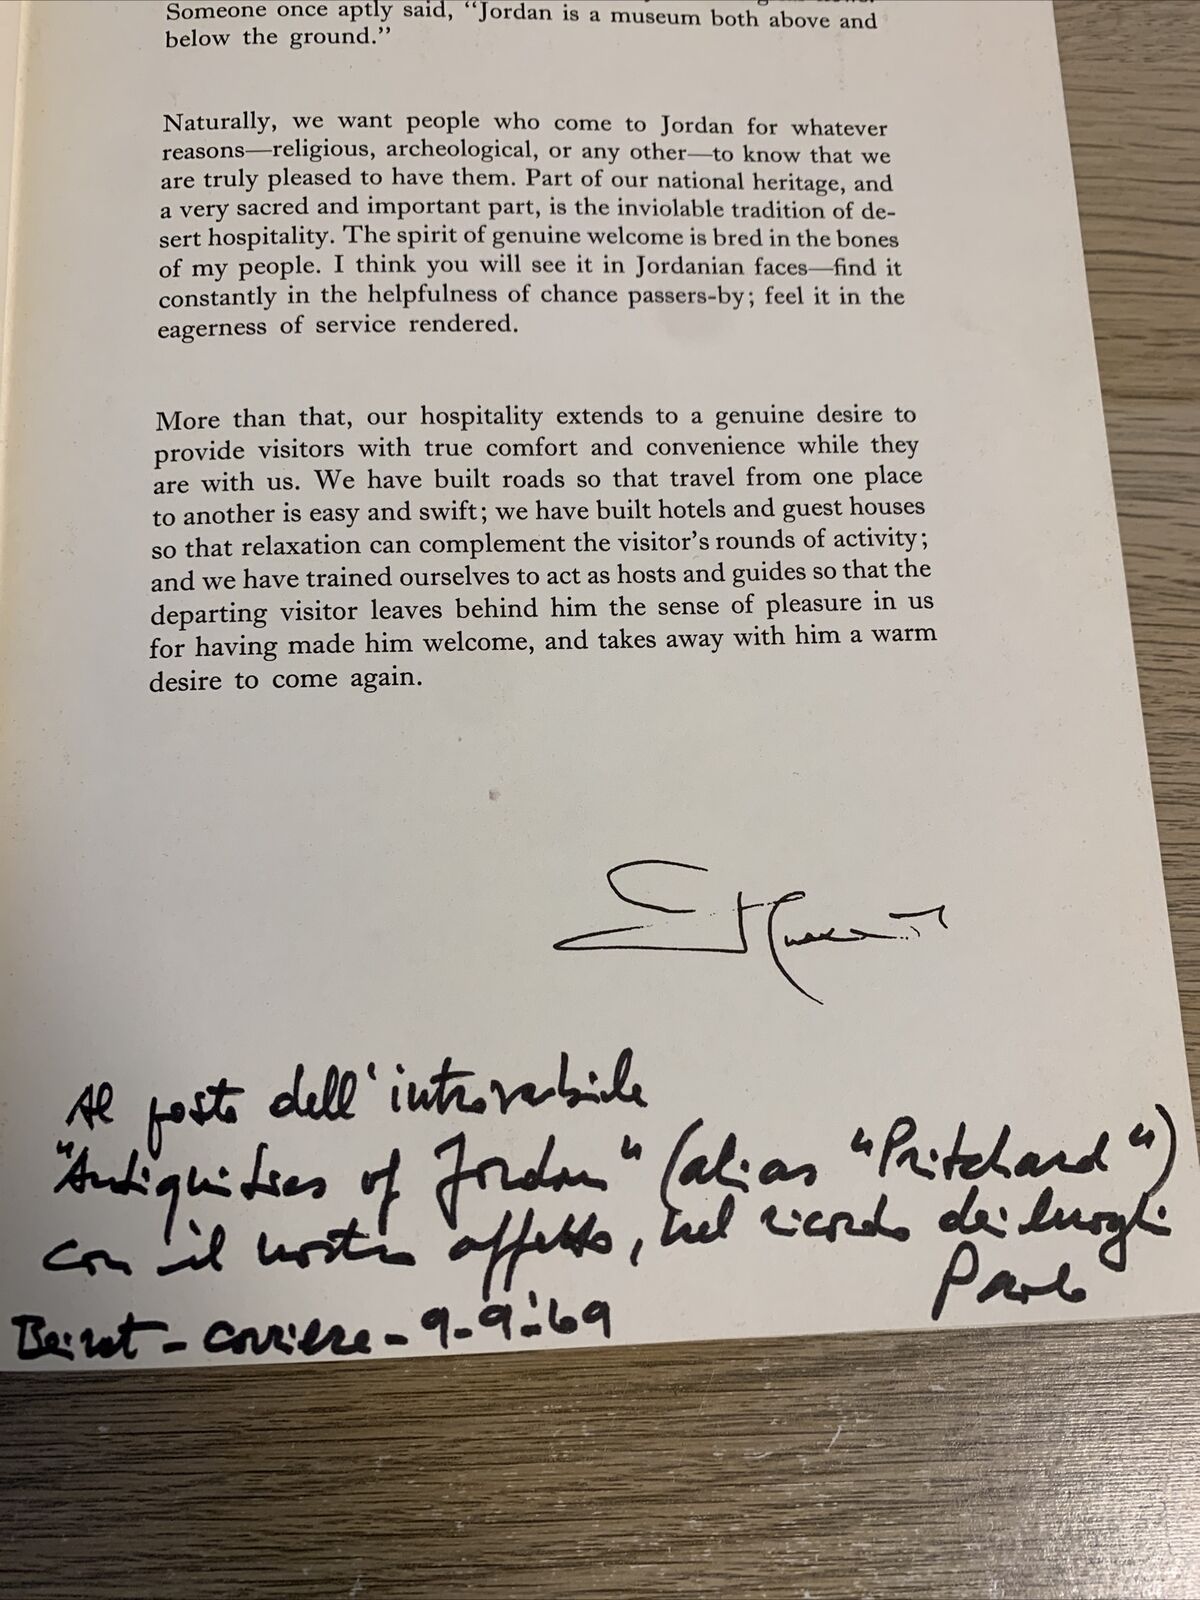 Someone once aptly said, “Jordan is a museum both above and
below the ground.”
Naturally, we want people who come to Jordan for whatever
reasons—religious, archeological, or any other—to know that we
are truly pleased to have them. Part of our national heritage, and
a very sacred and important part, is the inviolable tradition of de-
sert hospitality. The spirit of genuine welcome is bred in the bones
of my people. I think you will see it in Jordanian faces—find it
constantly in the helpfulness of chance passers-by; feel it in the
eagerness of service rendered.
More than that, our hospitality extends to a genuine desire to
provide visitors with true comfort and convenience while they
are with us. We have built roads so that travel from one place
to another is easy and swift; we have built hotels and guest houses
so that relaxation can complement the visitor’s rounds of activity;
and we have trained ourselves to act as hosts and guides so that the
departing visitor leaves behind him the sense of pleasure in us
for having made him welcome, and takes away with him a warm
desire to come again.
Al posto dell'introvabile
"Antiquities of Jordan" (alias "Pritchard")
con il nostro affetto, nel ricordo dei luoghi
Paolo
Beirut - corriere - 9-9-'69